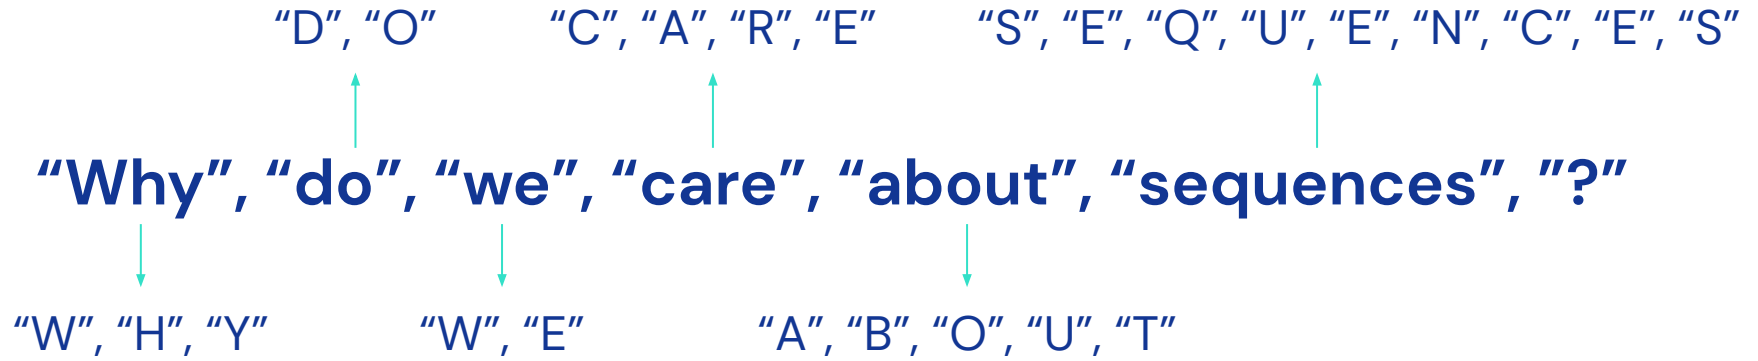 “D”, “O” “C”, “A”, “R”, “E” “S”, “E”, “Q”, “U”, “E”, “N”, “C”, “E”, “S”
“Why”, “do”, “we”, “care”, “about”, “sequences”, ”?”
“W”, “H”, “Y” “W”, “E” “A”, “B”, “O”, “U”, “T”